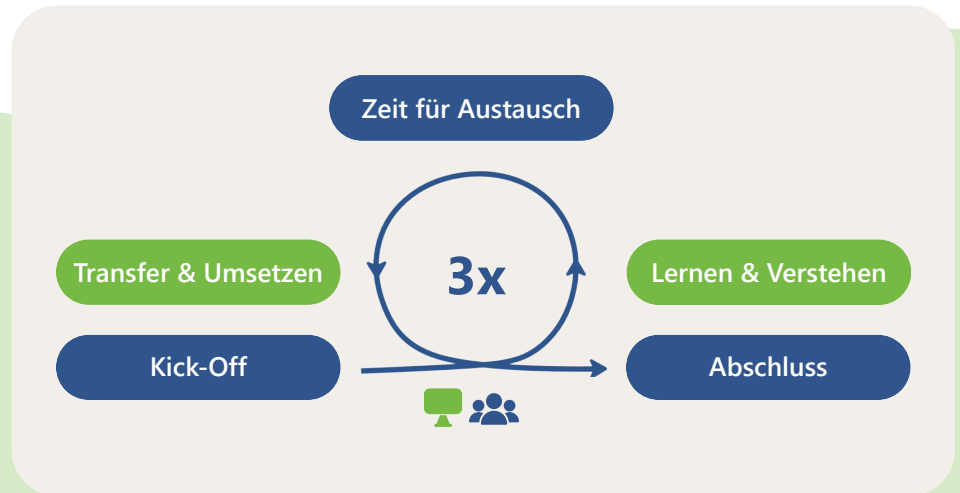 Zeit für Austausch
Transfer & Umsetzen
3x
Lernen & Verstehen
Kick-Off
Abschluss